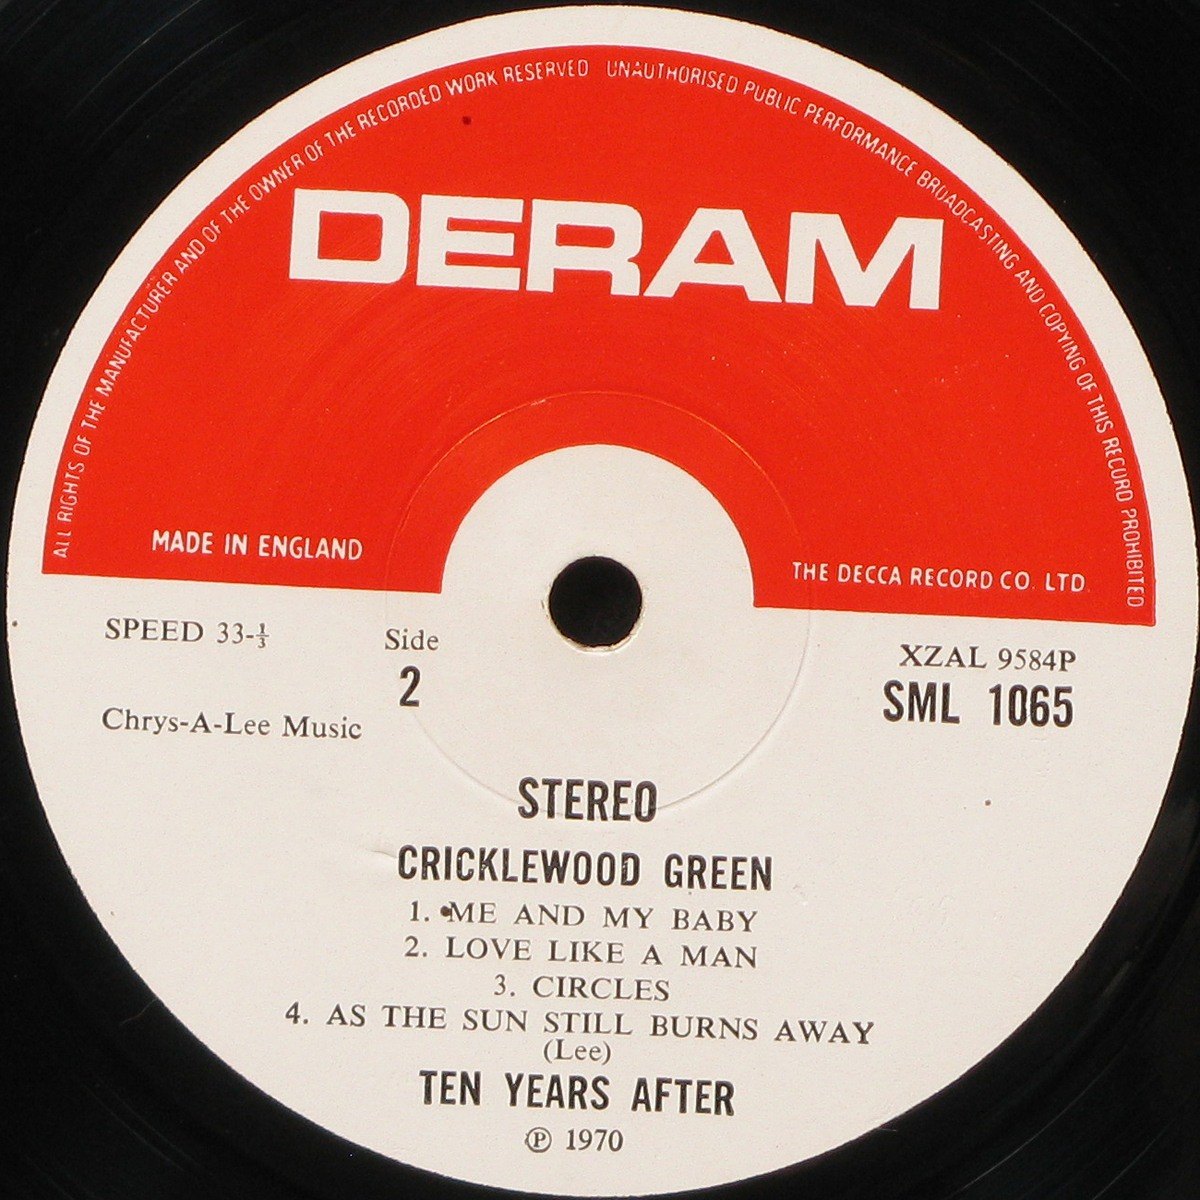 ALL RIGHTS OF THE MANUFACTURER AND OF THE OWNER OF THE RECORDED WORK RESERVED UNAUTHORISED PUBLIC PERFORMANCE BROADCASTING AND COPYING OF THIS RECORD PROHIBITED
DERAM
MADE IN ENGLAND
THE DECCA RECORD CO. LTD.
SPEED 33-⅓
Side
2
XZAL 9584P
SML 1065
Chrys-A-Lee Music
STEREO
CRICKLEWOOD GREEN
1. ME AND MY BABY
2. LOVE LIKE A MAN
3. CIRCLES
4. AS THE SUN STILL BURNS AWAY
(Lee)
TEN YEARS AFTER
℗ 1970